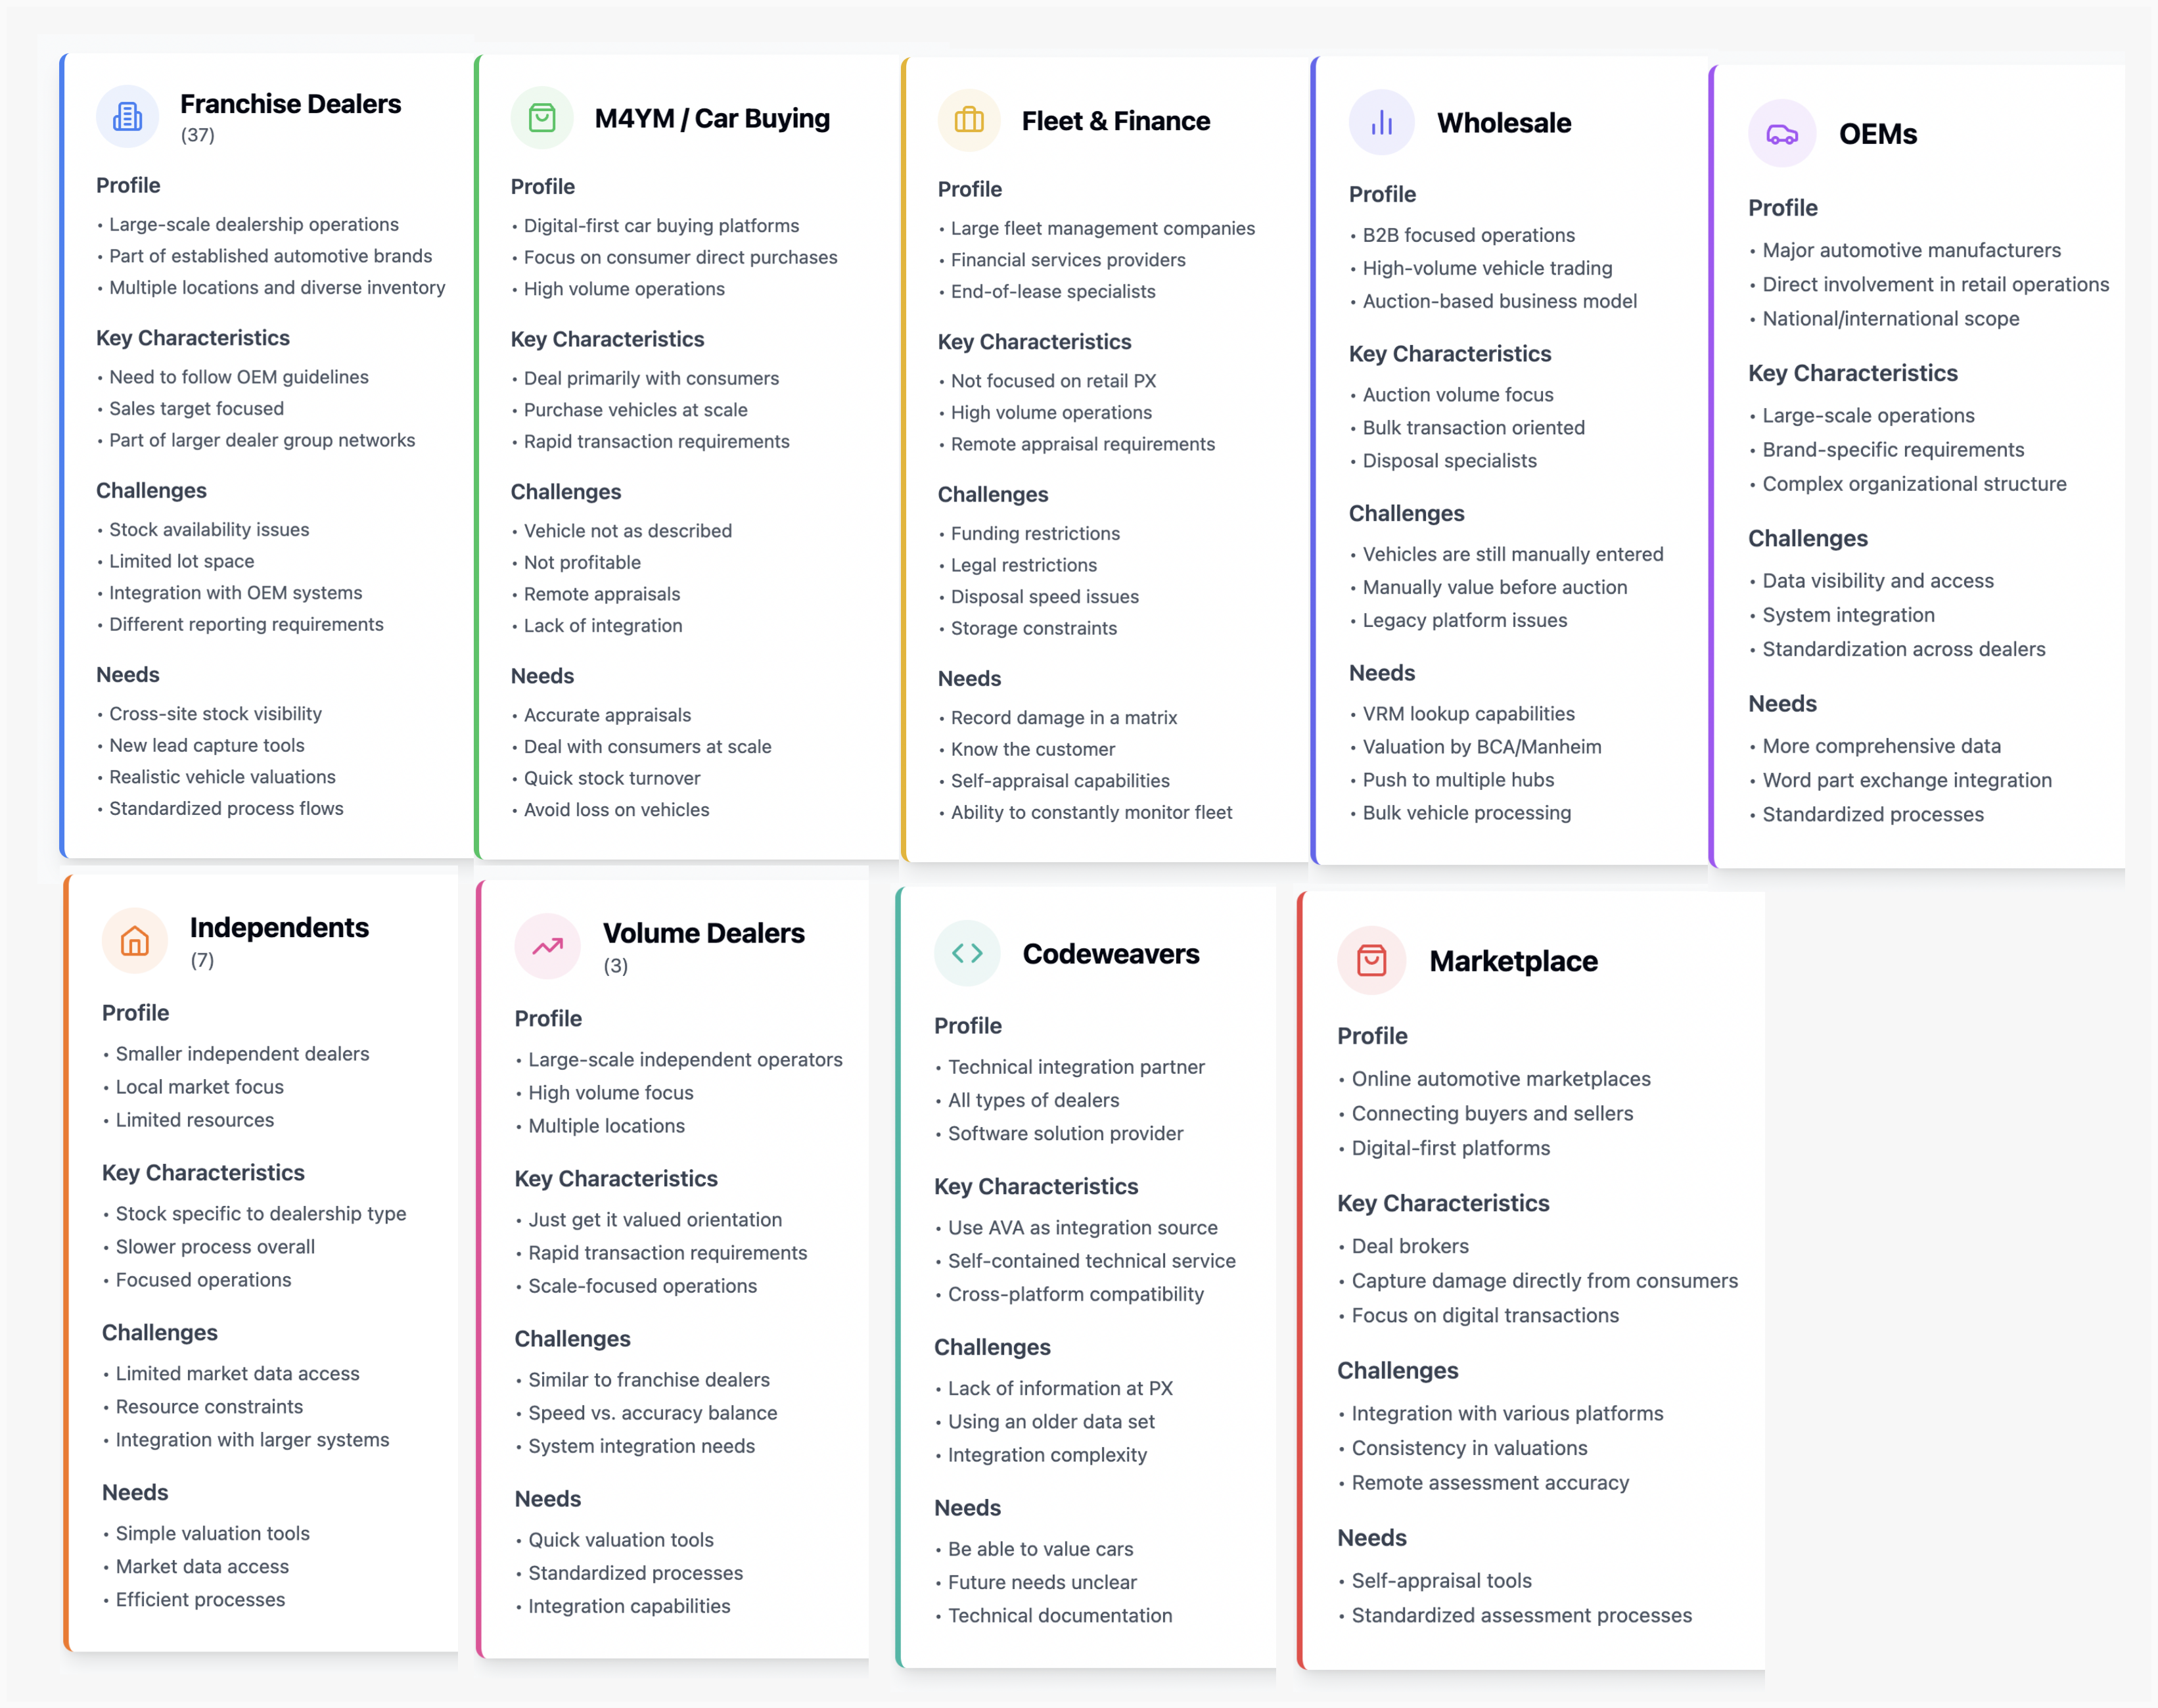 Franchise Dealers
(37)
Profile
• Large-scale dealership operations
• Part of established automotive brands
• Multiple locations and diverse inventory
Key Characteristics
• Need to follow OEM guidelines
• Sales target focused
• Part of larger dealer group networks
Challenges
• Stock availability issues
• Limited lot space
• Integration with OEM systems
• Different reporting requirements
Needs
• Cross-site stock visibility
• New lead capture tools
• Realistic vehicle valuations
• Standardized process flows
M4YM / Car Buying
Profile
• Digital-first car buying platforms
• Focus on consumer direct purchases
• High volume operations
Key Characteristics
• Deal primarily with consumers
• Purchase vehicles at scale
• Rapid transaction requirements
Challenges
• Vehicle not as described
• Not profitable
• Remote appraisals
• Lack of integration
Needs
• Accurate appraisals
• Deal with consumers at scale
• Quick stock turnover
• Avoid loss on vehicles
Fleet & Finance
Profile
• Large fleet management companies
• Financial services providers
• End-of-lease specialists
Key Characteristics
• Not focused on retail PX
• High volume operations
• Remote appraisal requirements
Challenges
• Funding restrictions
• Legal restrictions
• Disposal speed issues
• Storage constraints
Needs
• Record damage in a matrix
• Know the customer
• Self-appraisal capabilities
• Ability to constantly monitor fleet
Wholesale
Profile
• B2B focused operations
• High-volume vehicle trading
• Auction-based business model
Key Characteristics
• Auction volume focus
• Bulk transaction oriented
• Disposal specialists
Challenges
• Vehicles are still manually entered
• Manually value before auction
• Legacy platform issues
Needs
• VRM lookup capabilities
• Valuation by BCA/Manheim
• Push to multiple hubs
• Bulk vehicle processing
OEMs
Profile
• Major automotive manufacturers
• Direct involvement in retail operations
• National/international scope
Key Characteristics
• Large-scale operations
• Brand-specific requirements
• Complex organizational structure
Challenges
• Data visibility and access
• System integration
• Standardization across dealers
Needs
• More comprehensive data
• Word part exchange integration
• Standardized processes
Independents
(7)
Profile
• Smaller independent dealers
• Local market focus
• Limited resources
Key Characteristics
• Stock specific to dealership type
• Slower process overall
• Focused operations
Challenges
• Limited market data access
• Resource constraints
• Integration with larger systems
Needs
• Simple valuation tools
• Market data access
• Efficient processes
Volume Dealers
(3)
Profile
• Large-scale independent operators
• High volume focus
• Multiple locations
Key Characteristics
• Just get it valued orientation
• Rapid transaction requirements
• Scale-focused operations
Challenges
• Similar to franchise dealers
• Speed vs. accuracy balance
• System integration needs
Needs
• Quick valuation tools
• Standardized processes
• Integration capabilities
Codeweavers
Profile
• Technical integration partner
• All types of dealers
• Software solution provider
Key Characteristics
• Use AVA as integration source
• Self-contained technical service
• Cross-platform compatibility
Challenges
• Lack of information at PX
• Using an older data set
• Integration complexity
Needs
• Be able to value cars
• Future needs unclear
• Technical documentation
Marketplace
Profile
• Online automotive marketplaces
• Connecting buyers and sellers
• Digital-first platforms
Key Characteristics
• Deal brokers
• Capture damage directly from consumers
• Focus on digital transactions
Challenges
• Integration with various platforms
• Consistency in valuations
• Remote assessment accuracy
Needs
• Self-appraisal tools
• Standardized assessment processes